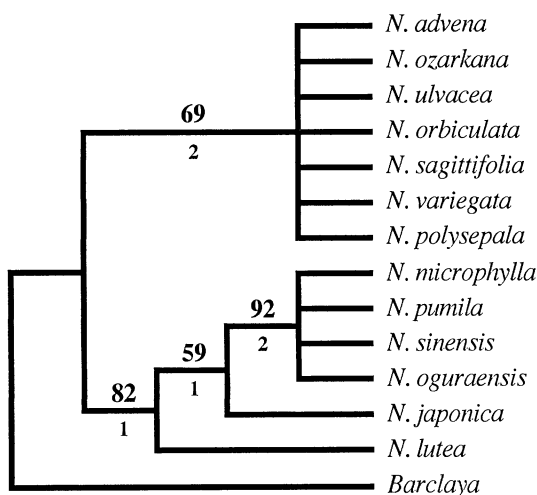 N. advena
69
N. ozarkana
N. ulvacea
2
N. orbiculata
N. sagittifolia
N. variegata
N. polysepala
N. microphylla
92
N. pumila
2
N. sinensis
59
1
N. oguraensis
82
1
N. japonica
N. lutea
Barclaya